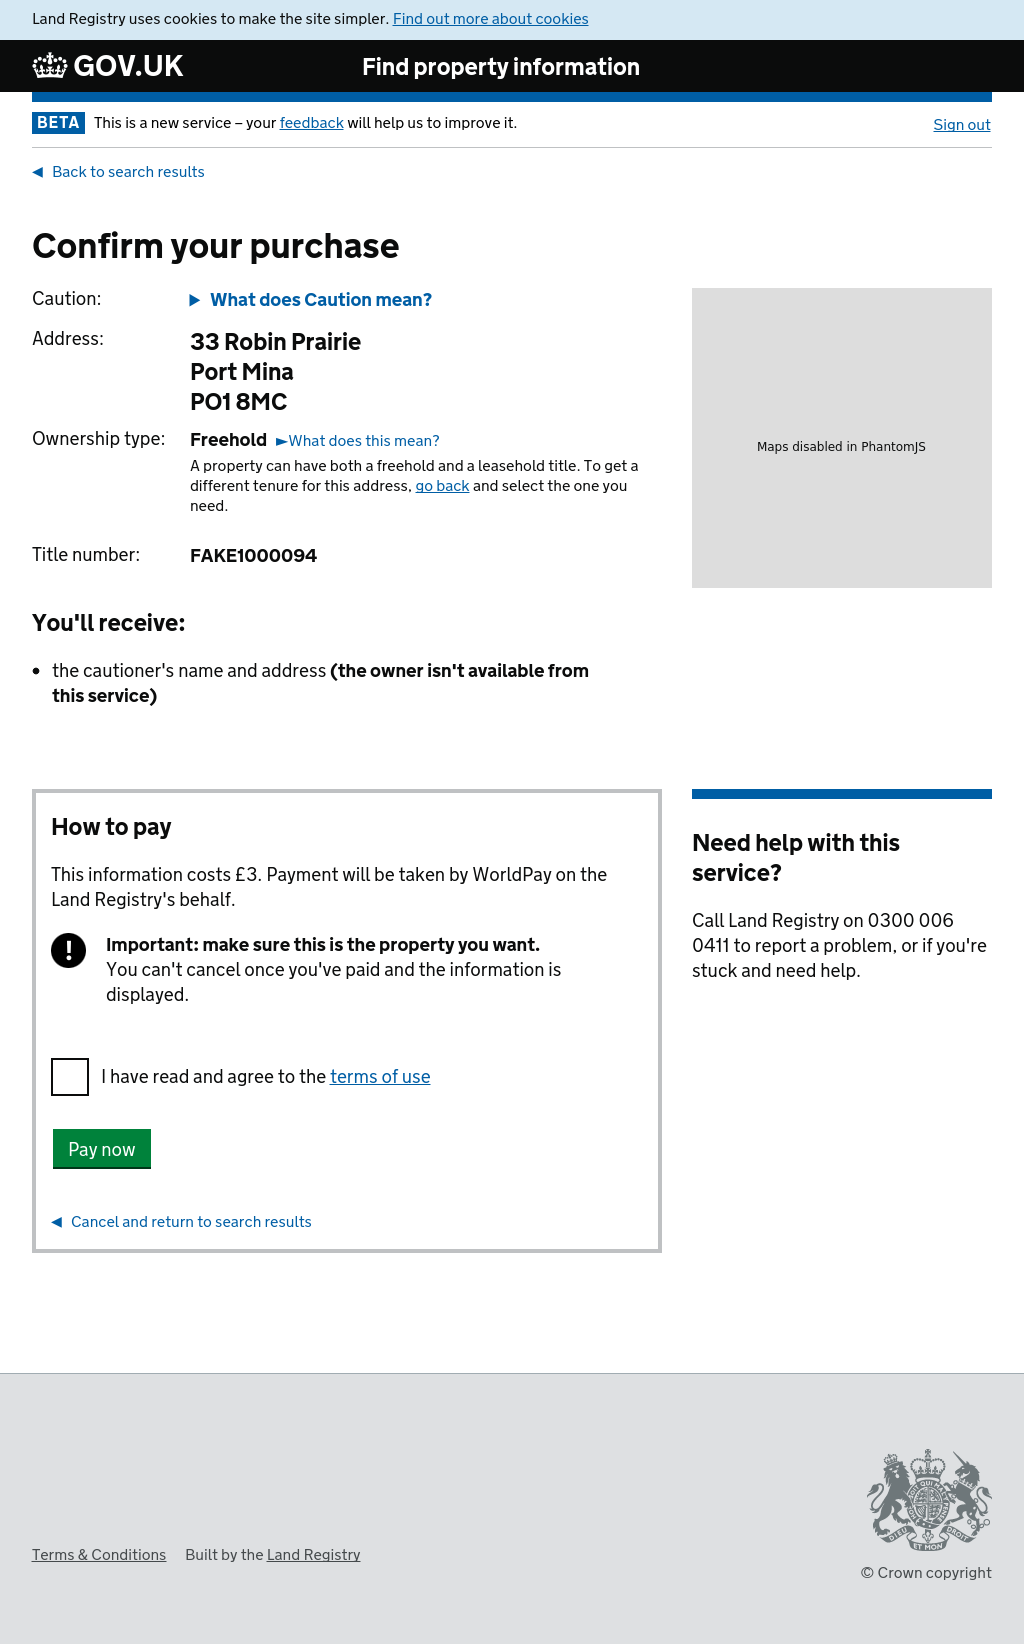 Land Registry uses cookies to make the site simpler. Find out more about cookies
GOV.UK
Find property information
BETA This is a new service – your feedback will help us to improve it.
Sign out
◀ Back to search results
Confirm your purchase
Caution:
▶ What does Caution mean?
Address:
33 Robin Prairie
Port Mina
PO1 8MC
Ownership type:
Freehold ►What does this mean?
A property can have both a freehold and a leasehold title. To get a
different tenure for this address, go back and select the one you
need.
Maps disabled in PhantomJS
Title number:
FAKE1000094
You'll receive:
• the cautioner's name and address (the owner isn't available from
this service)
How to pay
This information costs £3. Payment will be taken by WorldPay on the
Land Registry's behalf.
! Important: make sure this is the property you want.
You can't cancel once you've paid and the information is
displayed.
I have read and agree to the terms of use
Pay now
◀ Cancel and return to search results
Need help with this
service?
Call Land Registry on 0300 006
0411 to report a problem, or if you're
stuck and need help.
Terms & Conditions Built by the Land Registry
DIEU ET MON DROIT
© Crown copyright